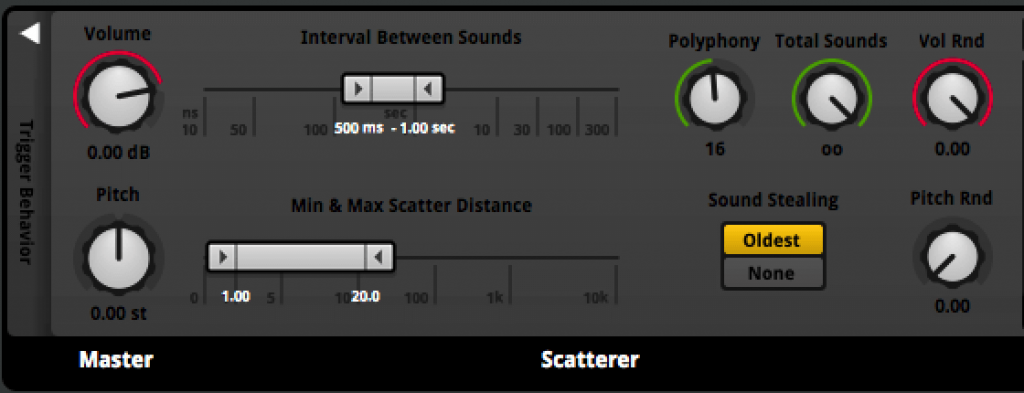 Trigger Behavior
Volume
0.00 dB
Pitch
0.00 st
Master
Interval Between Sounds
sec
10 50 100 10 30 100 300
500 ms - 1.00 sec
Min & Max Scatter Distance
0 1.00 5 10 20.0 100 1k 10k
Polyphony
16
Total Sounds
oo
Vol Rnd
0.00
Sound Stealing
Oldest
None
Pitch Rnd
0.00
Scatterer